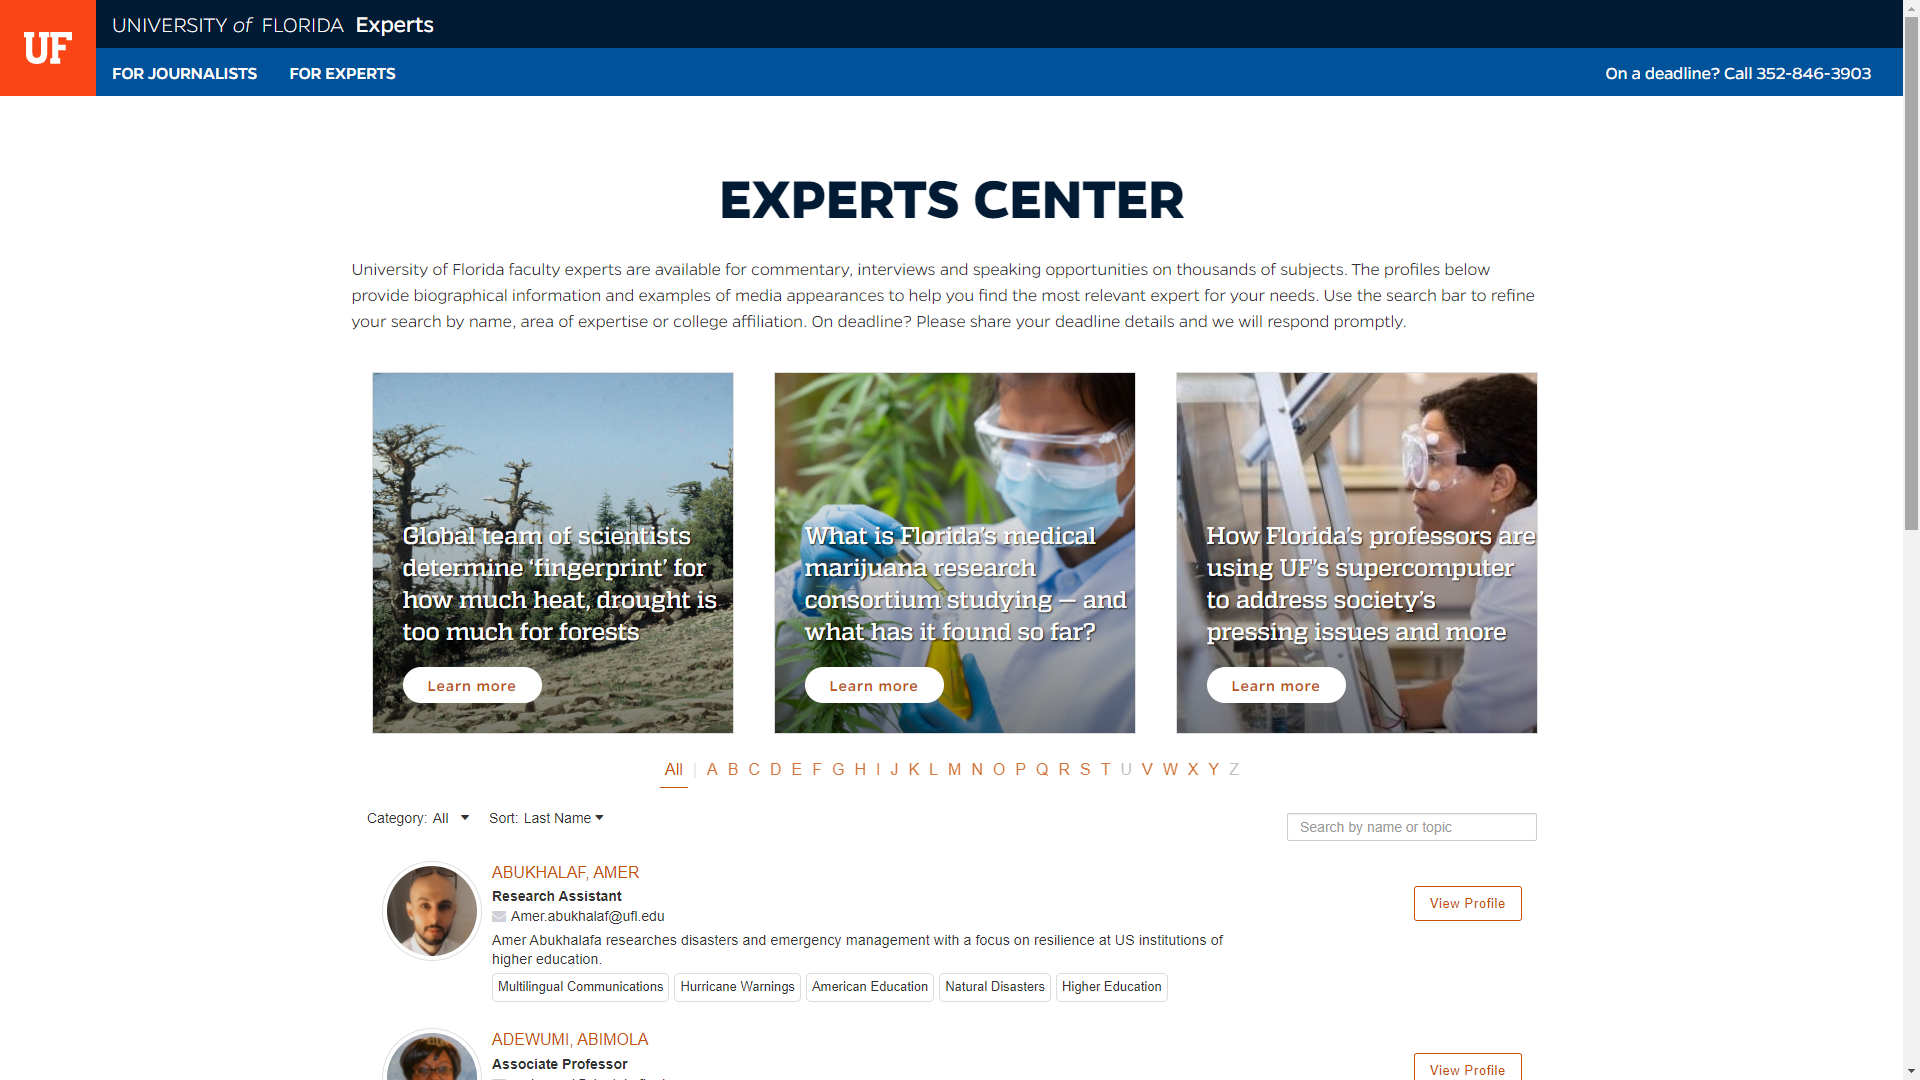 UF
UNIVERSITY of FLORIDA Experts
FOR JOURNALISTS
FOR EXPERTS
On a deadline? Call 352-846-3903
EXPERTS CENTER
University of Florida faculty experts are available for commentary, interviews and speaking opportunities on thousands of subjects. The profiles below
provide biographical information and examples of media appearances to help you find the most relevant expert for your needs. Use the search bar to refine
your search by name, area of expertise or college affiliation. On deadline? Please share your deadline details and we will respond promptly.
Global team of scientists
determine ‘fingerprint’ for
how much heat, drought is
too much for forests
Learn more
What is Florida’s medical
marijuana research
consortium studying — and
what has it found so far?
Learn more
How Florida’s professors are
using UF’s supercomputer
to address society’s
pressing issues and more
Learn more
All | A B C D E F G H I J K L M N O P Q R S T U V W X Y Z
Category: All
Sort: Last Name
Search by name or topic
ABUKHALAF, AMER
Research Assistant
Amer.abukhalaf@ufl.edu
Amer Abukhalafa researches disasters and emergency management with a focus on resilience at US institutions of
higher education.
Multilingual Communications
Hurricane Warnings
American Education
Natural Disasters
Higher Education
View Profile
ADEWUMI, ABIMOLA
Associate Professor
View Profile